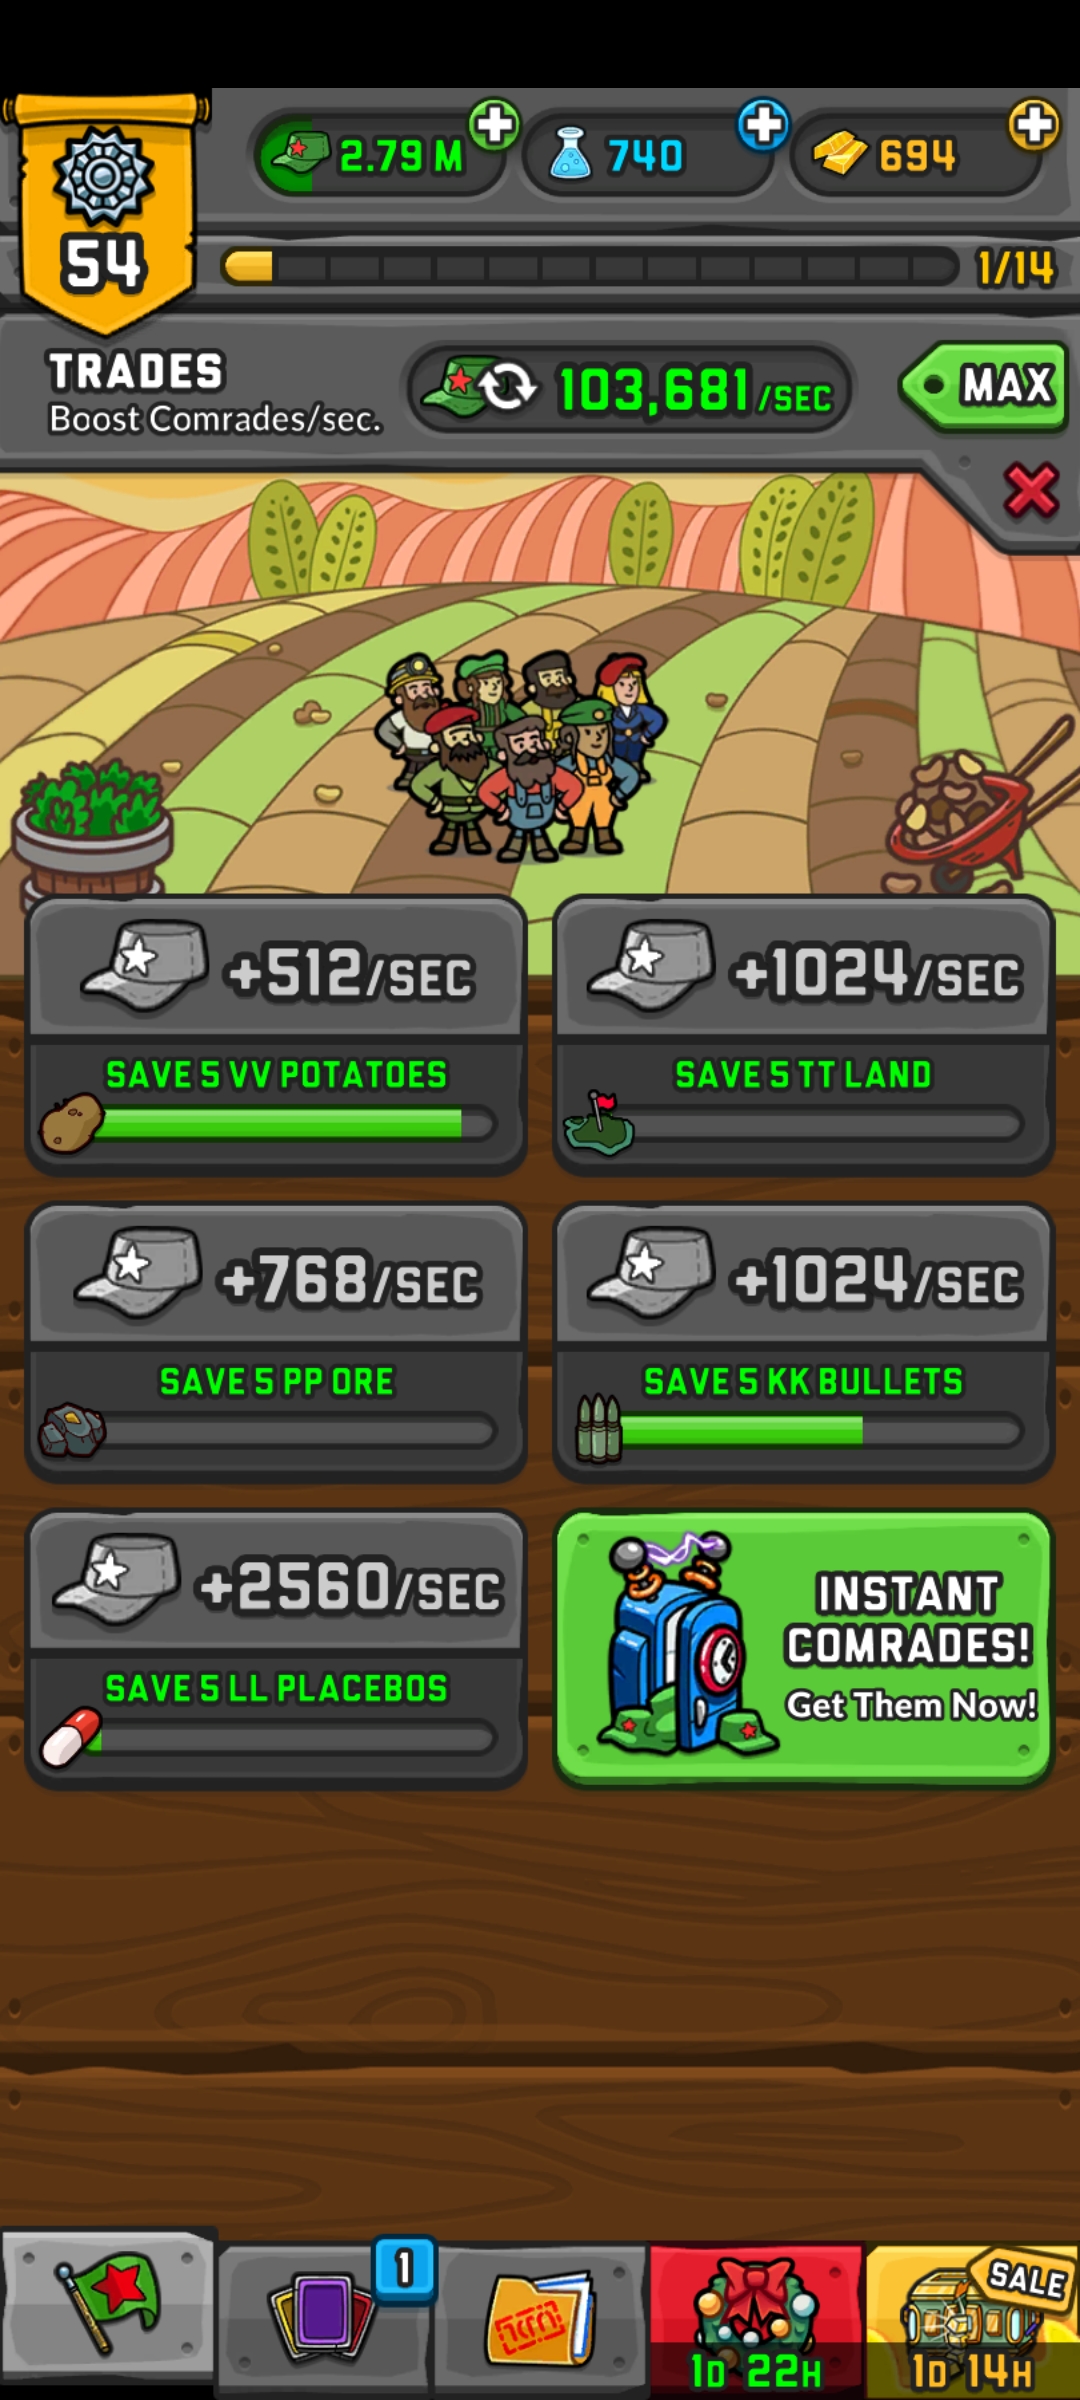 54
2.79 M
740
694
1/14
TRADES
Boost Comrades/sec.
103,681/SEC
MAX
+512/SEC
SAVE 5 VV POTATOES
+1024/SEC
SAVE 5 TT LAND
+768/SEC
SAVE 5 PP ORE
+1024/SEC
SAVE 5 KK BULLETS
+2560/SEC
SAVE 5 LL PLACEBOS
INSTANT
COMRADES!
Get Them Now!
1
SALE
1D 22H
1D 14H